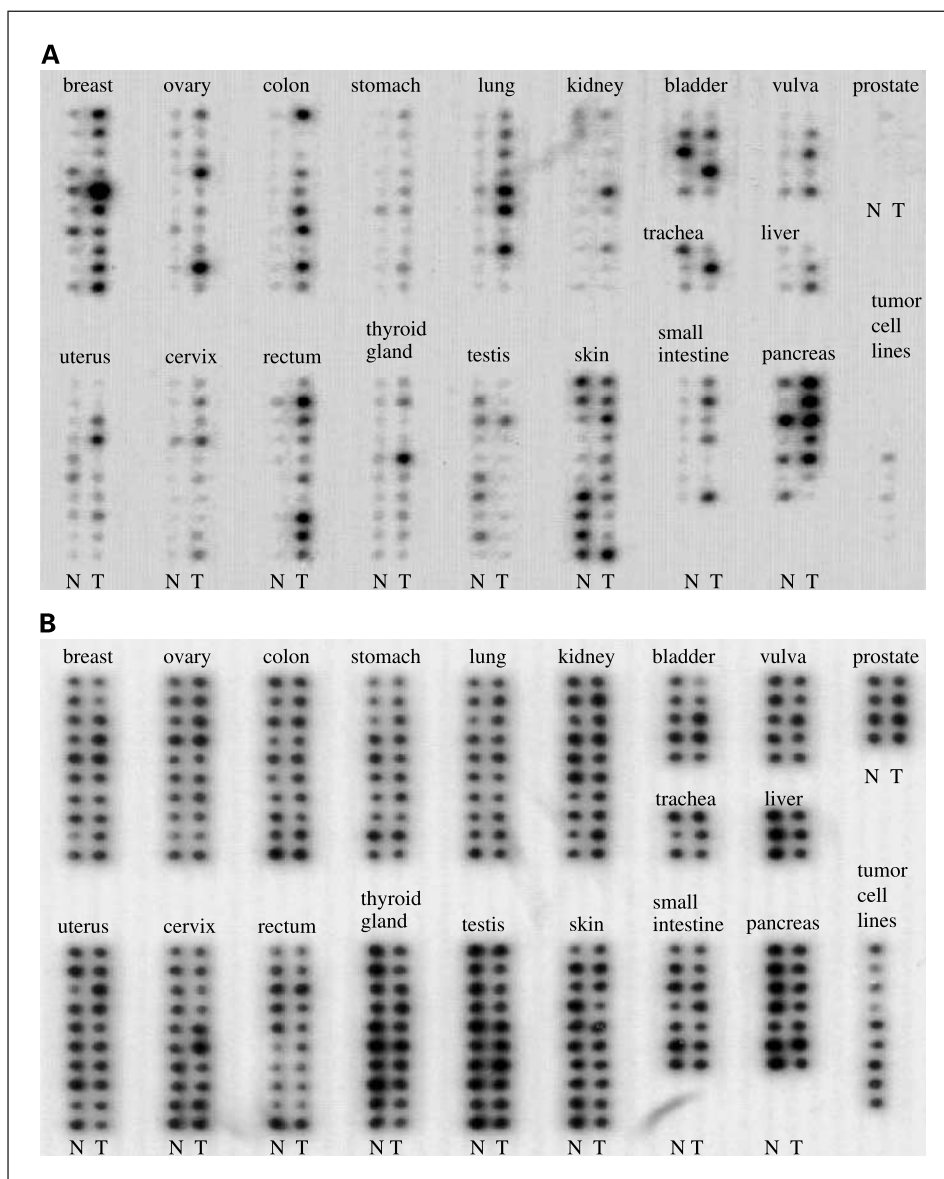 A
breast ovary colon stomach lung kidney bladder vulva prostate
N T
trachea liver
tumor
cell
lines
thyroid
gland
small
intestine
uterus cervix rectum testis skin pancreas
N T N T N T N T N T N T N T N T
B
breast ovary colon stomach lung kidney bladder vulva prostate
N T
trachea liver
tumor
cell
lines
thyroid
gland
small
intestine
uterus cervix rectum testis skin pancreas
N T N T N T N T N T N T N T N T